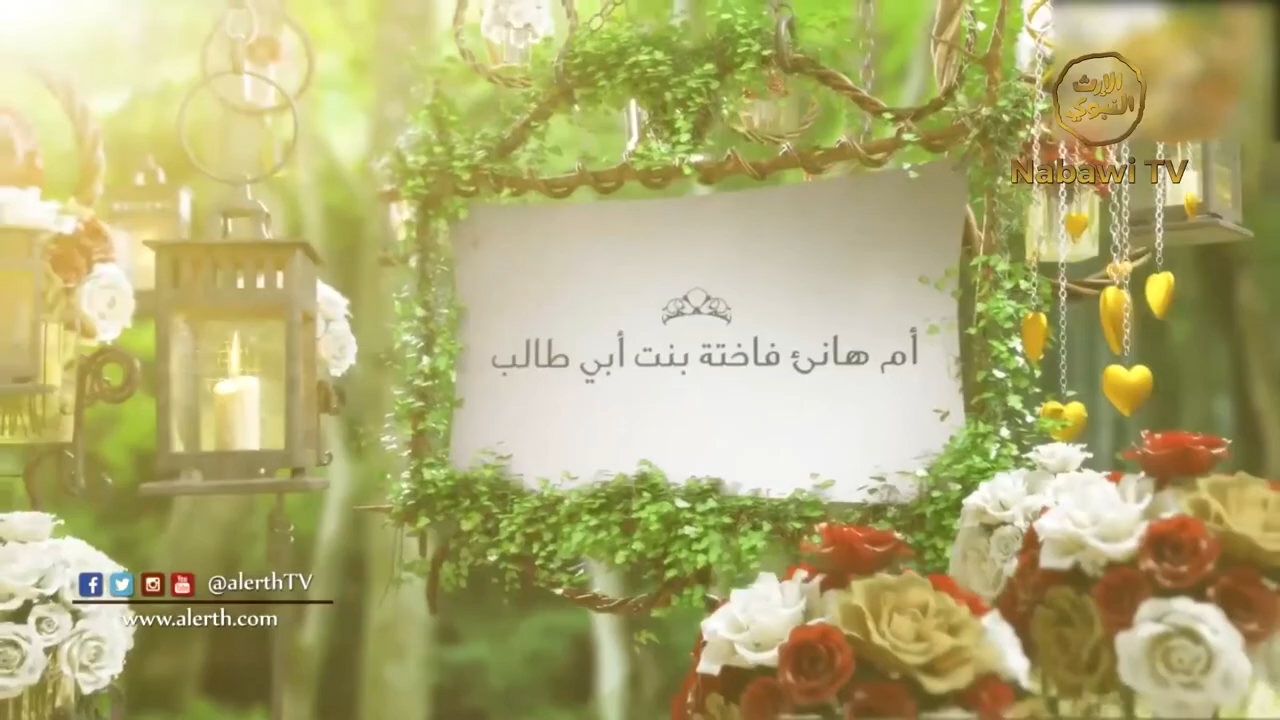 الإرث
النبوي
Nabawi TV
أم هانئ فاختة بنت أبي طالب
@alerthTV
www.alerth.com